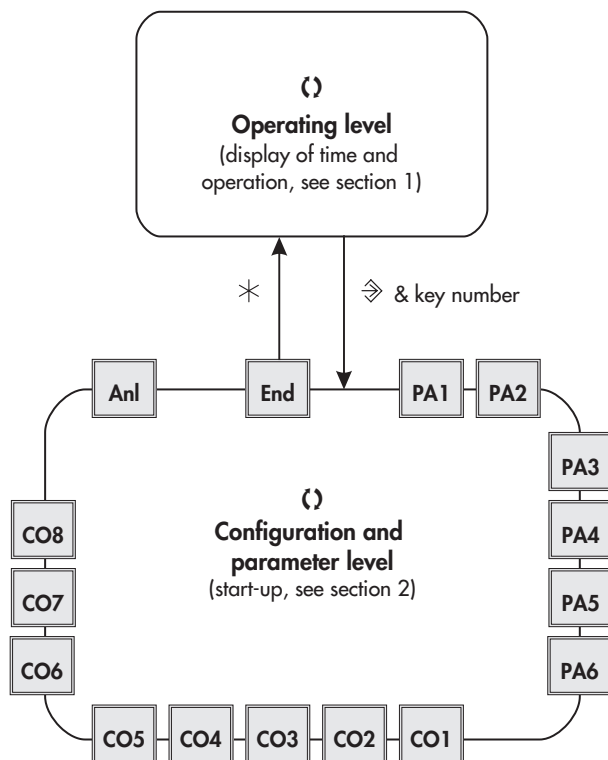 Operating level
(display of time and
operation, see section 1)
& key number
Anl
End
PA1
PA2
PA3
PA4
PA5
PA6
Configuration and
parameter level
(start-up, see section 2)
CO8
CO7
CO6
CO5
CO4
CO3
CO2
CO1